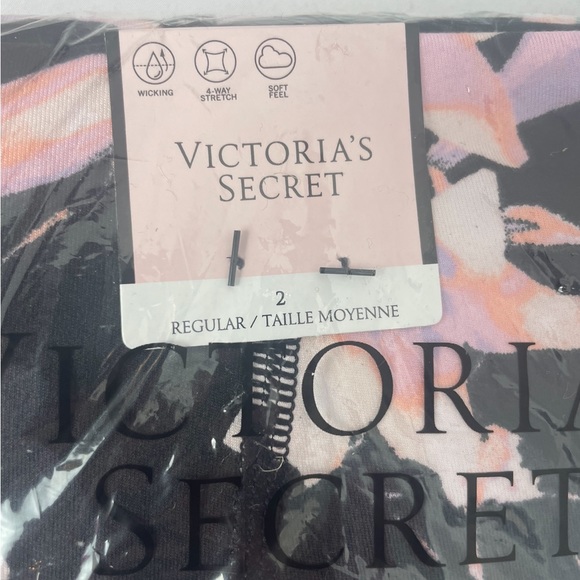 WICKING
4-WAY
STRETCH
SOFT
FEEL
VICTORIA'S
SECRET
2
REGULAR / TAILLE MOYENNE
VICTORIA
SECRET